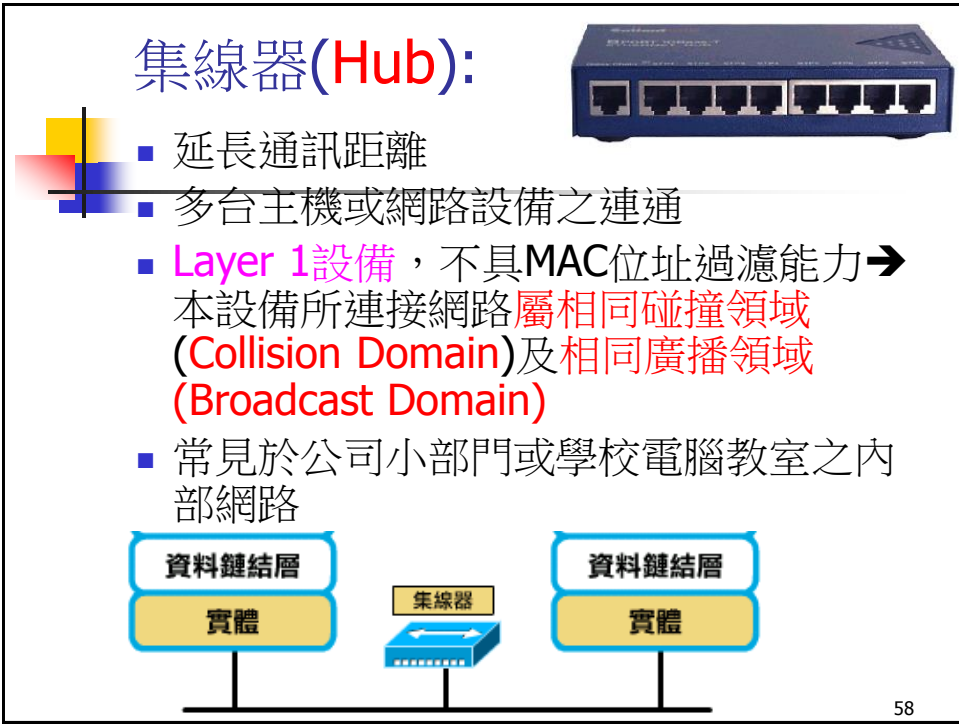 集線器(Hub):
延長通訊距離
多台主機或網路設備之連通
Layer 1設備，不具MAC位址過濾能力➔
本設備所連接網路屬相同碰撞領域
(Collision Domain)及相同廣播領域
(Broadcast Domain)
常見於公司小部門或學校電腦教室之內
部網路
資料鏈結層
資料鏈結層
集線器
實體
實體
58